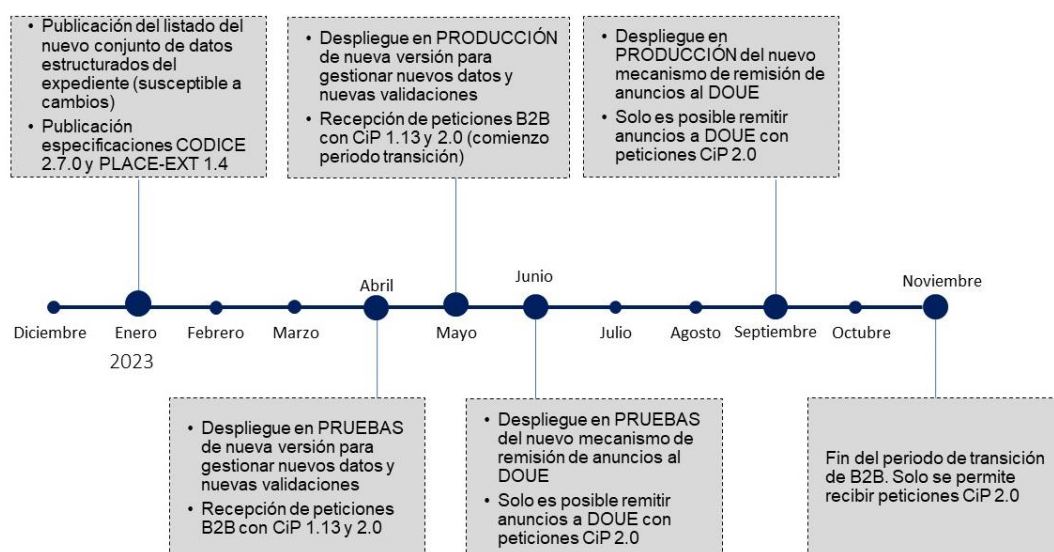 • Publicación del listado del
nuevo conjunto de datos
estructurados del
expediente (susceptible a
cambios)
• Publicación
especificaciones CODICE
2.7.0 y PLACE-EXT 1.4
• Despliegue en PRODUCCIÓN
de nueva versión para
gestionar nuevos datos y
nuevas validaciones
• Recepción de peticiones B2B
con CiP 1.13 y 2.0 (comienzo
periodo transición)
• Despliegue en
PRODUCCIÓN del nuevo
mecanismo de remisión de
anuncios al DOUE
• Solo es posible remitir
anuncios a DOUE con
peticiones CiP 2.0
Diciembre
Enero
2023
Febrero
Marzo
Abril
Mayo
Junio
Julio
Agosto
Septiembre
Octubre
Noviembre
• Despliegue en PRUEBAS
de nueva versión para
gestionar nuevos datos y
nuevas validaciones
• Recepción de peticiones
B2B con CiP 1.13 y 2.0
• Despliegue en PRUEBAS
del nuevo mecanismo de
remisión de anuncios al
DOUE
• Solo es posible remitir
anuncios a DOUE con
peticiones CiP 2.0
Fin del periodo de transición
de B2B. Solo se permite
recibir peticiones CiP 2.0